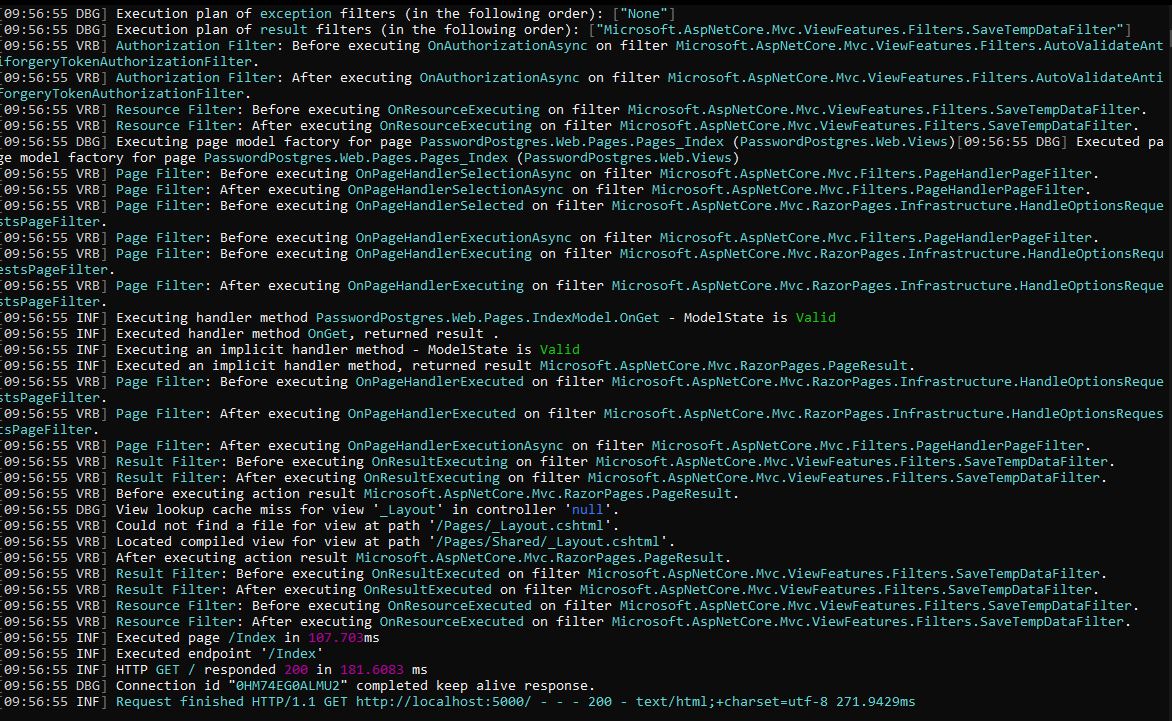 [09:56:55 DBG] Execution plan of exception filters (in the following order): ["None"]
[09:56:55 DBG] Execution plan of result filters (in the following order): ["Microsoft.AspNetCore.Mvc.ViewFeatures.Filters.SaveTempDataFilter"]
[09:56:55 VRB] Authorization Filter: Before executing OnAuthorizationAsync on filter Microsoft.AspNetCore.Mvc.ViewFeatures.Filters.AutoValidateAnt
iforgeryTokenAuthorizationFilter.
[09:56:55 VRB] Authorization Filter: After executing OnAuthorizationAsync on filter Microsoft.AspNetCore.Mvc.ViewFeatures.Filters.AutoValidateAnti
forgeryTokenAuthorizationFilter.
[09:56:55 VRB] Resource Filter: Before executing OnResourceExecuting on filter Microsoft.AspNetCore.Mvc.ViewFeatures.Filters.SaveTempDataFilter.
[09:56:55 VRB] Resource Filter: After executing OnResourceExecuting on filter Microsoft.AspNetCore.Mvc.ViewFeatures.Filters.SaveTempDataFilter.
[09:56:55 DBG] Executing page model factory for page PasswordPostgres.Web.Pages.Pages_Index (PasswordPostgres.Web.Views)[09:56:55 DBG] Executed pa
ge model factory for page PasswordPostgres.Web.Pages.Pages_Index (PasswordPostgres.Web.Views)
[09:56:55 VRB] Page Filter: Before executing OnPageHandlerSelectionAsync on filter Microsoft.AspNetCore.Mvc.Filters.PageHandlerPageFilter.
[09:56:55 VRB] Page Filter: After executing OnPageHandlerSelectionAsync on filter Microsoft.AspNetCore.Mvc.Filters.PageHandlerPageFilter.
[09:56:55 VRB] Page Filter: Before executing OnPageHandlerSelected on filter Microsoft.AspNetCore.Mvc.RazorPages.Infrastructure.HandleOptionsReque
stsPageFilter.
[09:56:55 VRB] Page Filter: Before executing OnPageHandlerExecutionAsync on filter Microsoft.AspNetCore.Mvc.Filters.PageHandlerPageFilter.
[09:56:55 VRB] Page Filter: Before executing OnPageHandlerExecuting on filter Microsoft.AspNetCore.Mvc.RazorPages.Infrastructure.HandleOptionsRequ
estsPageFilter.
[09:56:55 VRB] Page Filter: After executing OnPageHandlerExecuting on filter Microsoft.AspNetCore.Mvc.RazorPages.Infrastructure.HandleOptionsReque
stsPageFilter.
[09:56:55 INF] Executing handler method PasswordPostgres.Web.Pages.IndexModel.OnGet - ModelState is Valid
[09:56:55 INF] Executed handler method OnGet, returned result .
[09:56:55 INF] Executing an implicit handler method - ModelState is Valid
[09:56:55 INF] Executed an implicit handler method, returned result Microsoft.AspNetCore.Mvc.RazorPages.PageResult.
[09:56:55 VRB] Page Filter: Before executing OnPageHandlerExecuted on filter Microsoft.AspNetCore.Mvc.RazorPages.Infrastructure.HandleOptionsReque
stsPageFilter.
[09:56:55 VRB] Page Filter: After executing OnPageHandlerExecuted on filter Microsoft.AspNetCore.Mvc.RazorPages.Infrastructure.HandleOptionsReques
tsPageFilter.
[09:56:55 VRB] Page Filter: After executing OnPageHandlerExecutionAsync on filter Microsoft.AspNetCore.Mvc.Filters.PageHandlerPageFilter.
[09:56:55 VRB] Result Filter: Before executing OnResultExecuting on filter Microsoft.AspNetCore.Mvc.ViewFeatures.Filters.SaveTempDataFilter.
[09:56:55 VRB] Result Filter: After executing OnResultExecuting on filter Microsoft.AspNetCore.Mvc.ViewFeatures.Filters.SaveTempDataFilter.
[09:56:55 VRB] Before executing action result Microsoft.AspNetCore.Mvc.RazorPages.PageResult.
[09:56:55 DBG] View lookup cache miss for view '_Layout' in controller 'null'.
[09:56:55 VRB] Could not find a file for view at path '/Pages/_Layout.cshtml'.
[09:56:55 VRB] Located compiled view for view at path '/Pages/Shared/_Layout.cshtml'.
[09:56:55 VRB] After executing action result Microsoft.AspNetCore.Mvc.RazorPages.PageResult.
[09:56:55 VRB] Result Filter: Before executing OnResultExecuted on filter Microsoft.AspNetCore.Mvc.ViewFeatures.Filters.SaveTempDataFilter.
[09:56:55 VRB] Result Filter: After executing OnResultExecuted on filter Microsoft.AspNetCore.Mvc.ViewFeatures.Filters.SaveTempDataFilter.
[09:56:55 VRB] Resource Filter: Before executing OnResourceExecuted on filter Microsoft.AspNetCore.Mvc.ViewFeatures.Filters.SaveTempDataFilter.
[09:56:55 VRB] Resource Filter: After executing OnResourceExecuted on filter Microsoft.AspNetCore.Mvc.ViewFeatures.Filters.SaveTempDataFilter.
[09:56:55 INF] Executed page /Index in 107.703ms
[09:56:55 INF] Executed endpoint '/Index'
[09:56:55 INF] HTTP GET / responded 200 in 181.6083 ms
[09:56:55 DBG] Connection id "0HM74EG0ALMU2" completed keep alive response.
[09:56:55 INF] Request finished HTTP/1.1 GET http://localhost:5000/ - - - 200 - text/html;+charset=utf-8 271.9429ms